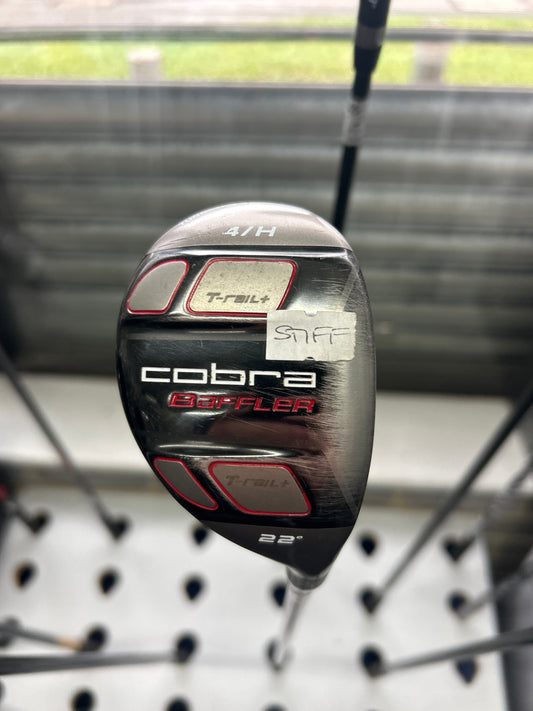 4/H
T-rail+
STIFF
cobra
BaFFLeR
T-rail+
22°